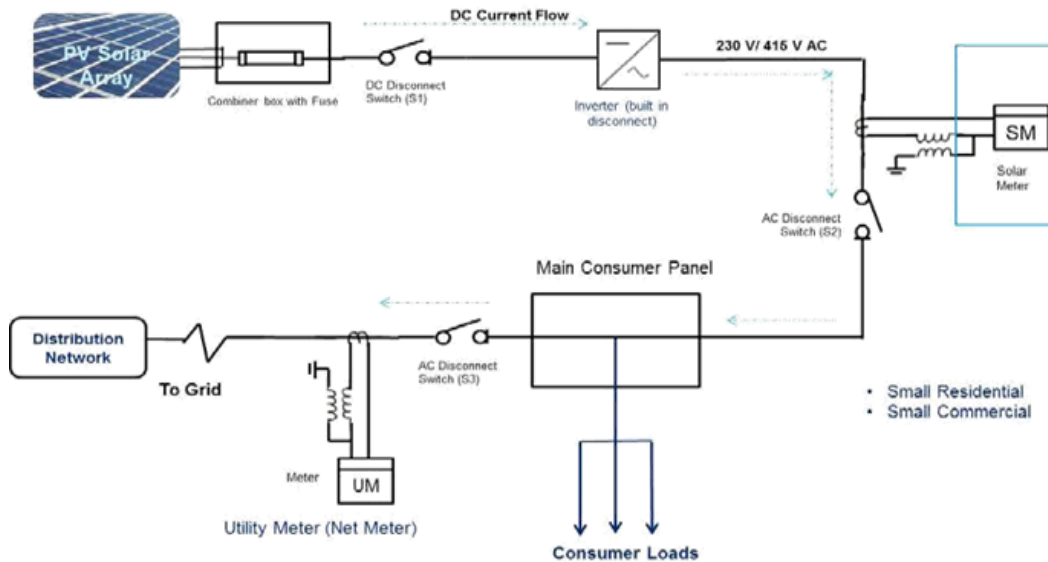 PV Solar
Array
Combiner box with Fuse
DC Current Flow
DC Disconnect
Switch (S1)
Inverter (built in
disconnect)
230 V/ 415 V AC
SM
Solar
Meter
AC Disconnect
Switch (S2)
Main Consumer Panel
Distribution
Network
To Grid
AC Disconnect
Switch (S3)
Meter
UM
Utility Meter (Net Meter)
Consumer Loads
▪ Small Residential
▪ Small Commercial